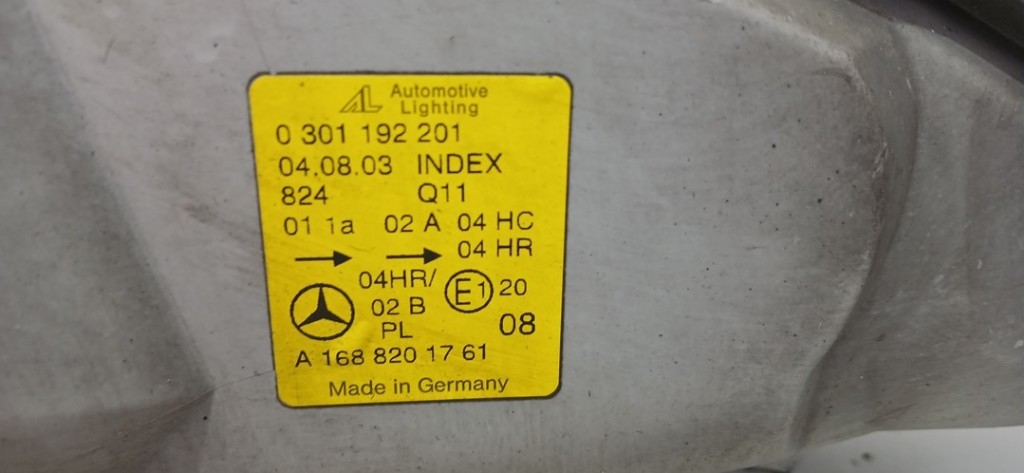 AL Automotive
Lighting
0 301 192 201
04.08.03 INDEX
824 Q11
01 1a 02 A 04 HC
→ → 04 HR
04HR/
02 B E1 20
PL 08
A 168 820 17 61
Made in Germany